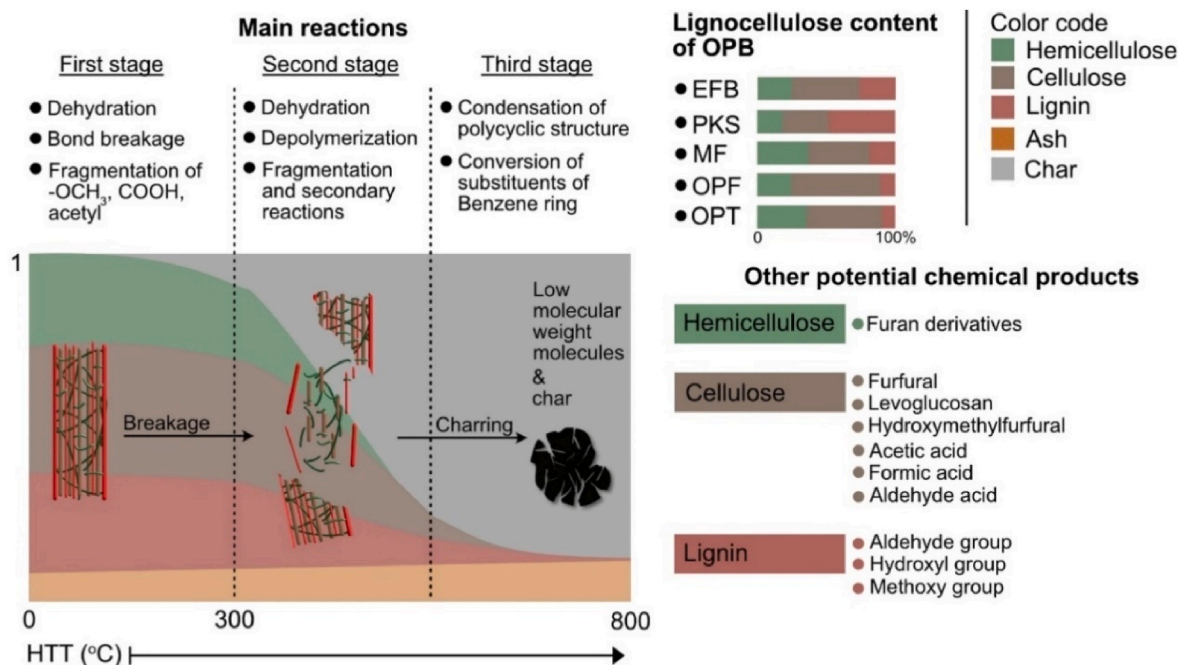 Main reactions
First stage
● Dehydration
● Bond breakage
● Fragmentation of
-OCH3, COOH,
acetyl
Second stage
● Dehydration
● Depolymerization
● Fragmentation
and secondary
reactions
Third stage
● Condensation of
polycyclic structure
● Conversion of
substituents of
Benzene ring
1
Breakage
Charring
Low
molecular
weight
molecules
&
char
0
300
800
HTT (°C)
Lignocellulose content
of OPB
● EFB
● PKS
● MF
● OPF
● OPT
0
100%
Color code
Hemicellulose
Cellulose
Lignin
Ash
Char
Other potential chemical products
Hemicellulose
● Furan derivatives
Cellulose
● Furfural
● Levoglucosan
● Hydroxymethylfurfural
● Acetic acid
● Formic acid
● Aldehyde acid
Lignin
● Aldehyde group
● Hydroxyl group
● Methoxy group